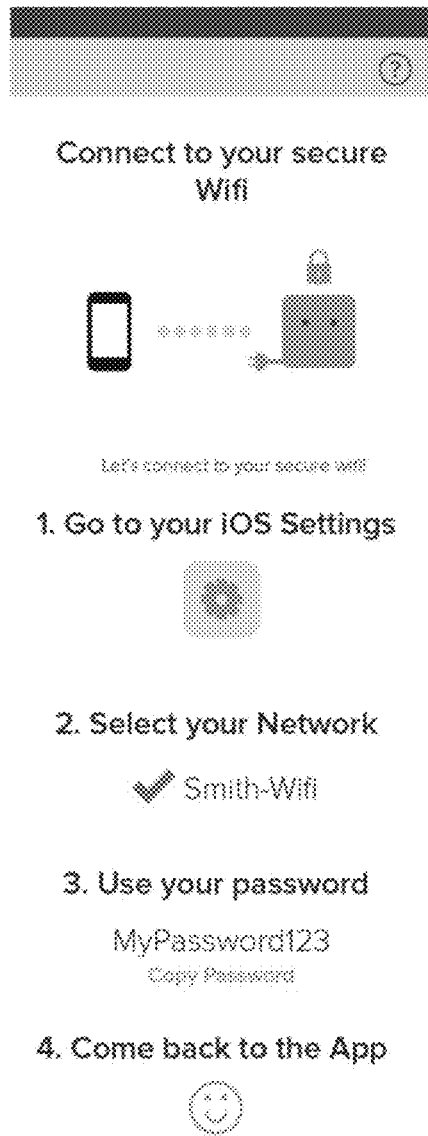 ?
Connect to your secure
Wifi
Let's connect to your secure wifi!
1. Go to your iOS Settings
2. Select your Network
Smith-Wifi
3. Use your password
MyPassword123
Copy Password
4. Come back to the App